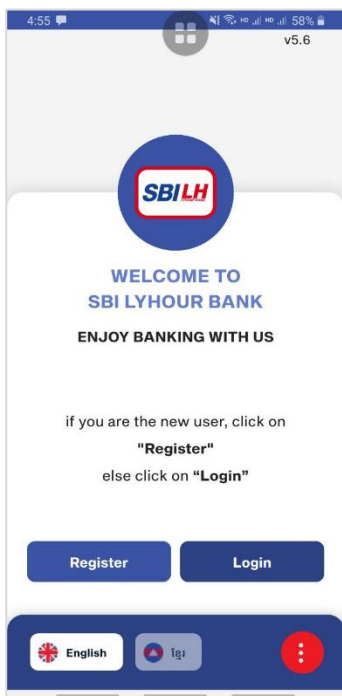 4:55 58%
v5.6
SBILH
WELCOME TO
SBI LYHOUR BANK
ENJOY BANKING WITH US
if you are the new user, click on
"Register"
else click on “Login”
Register Login
English ខ្មែរ